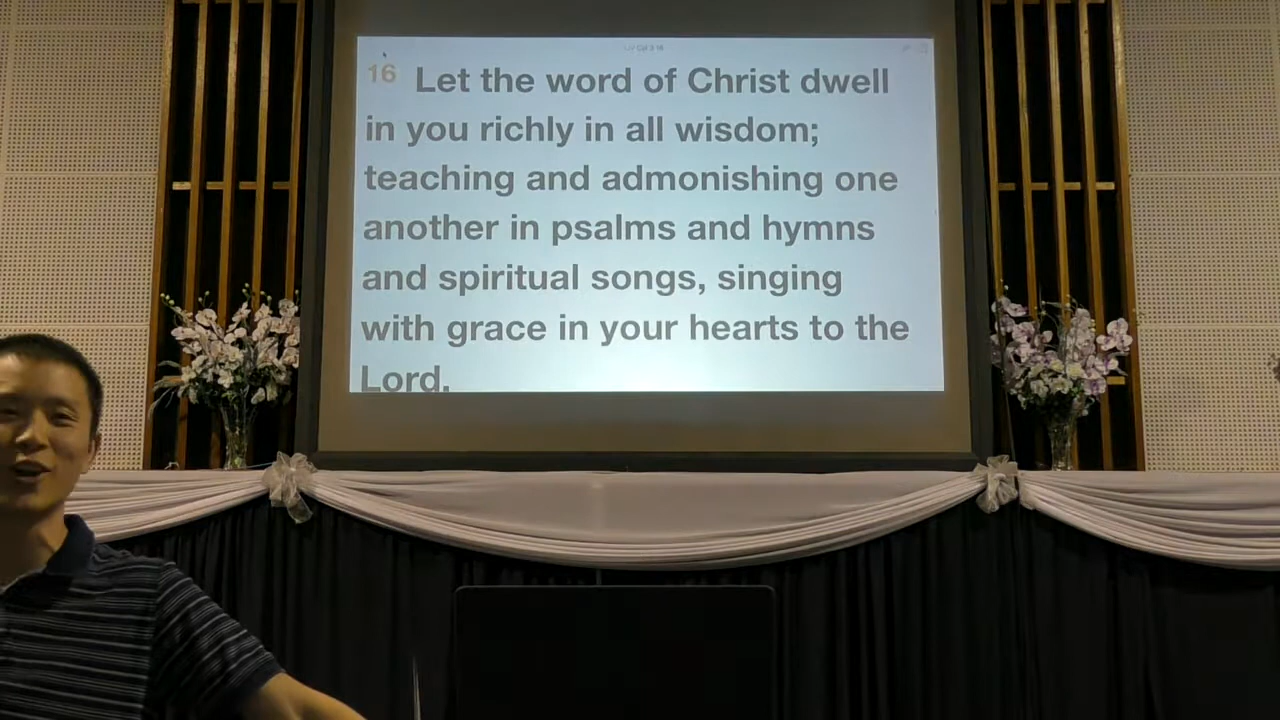 16 Let the word of Christ dwell
in you richly in all wisdom;
teaching and admonishing one
another in psalms and hymns
and spiritual songs, singing
with grace in your hearts to the
Lord.